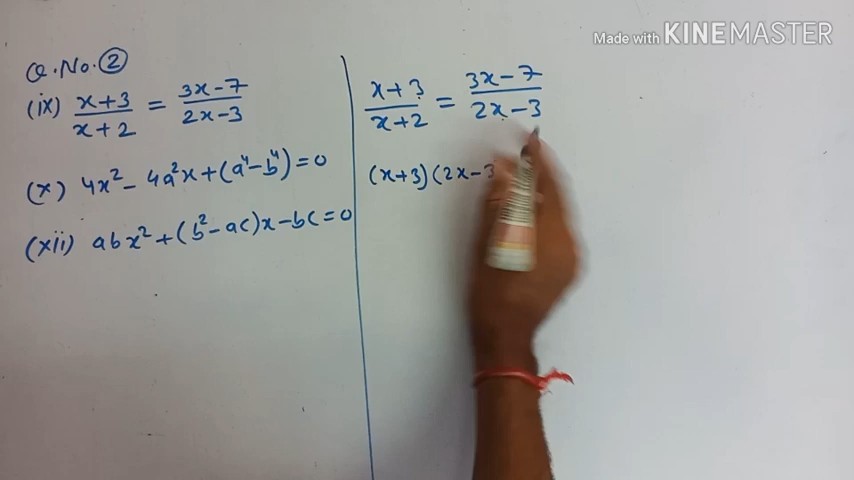 Made with KINEMASTER
Q.No.②
(ix) x+3/x+2 = 3x-7/2x-3
(x) 4x²-4a²x+(a⁴-b⁴)=0
(xii) abx²+(b²-ac)x-bc=0
x+3/x+2 = 3x-7/2x-3
(x+3)(2x-3